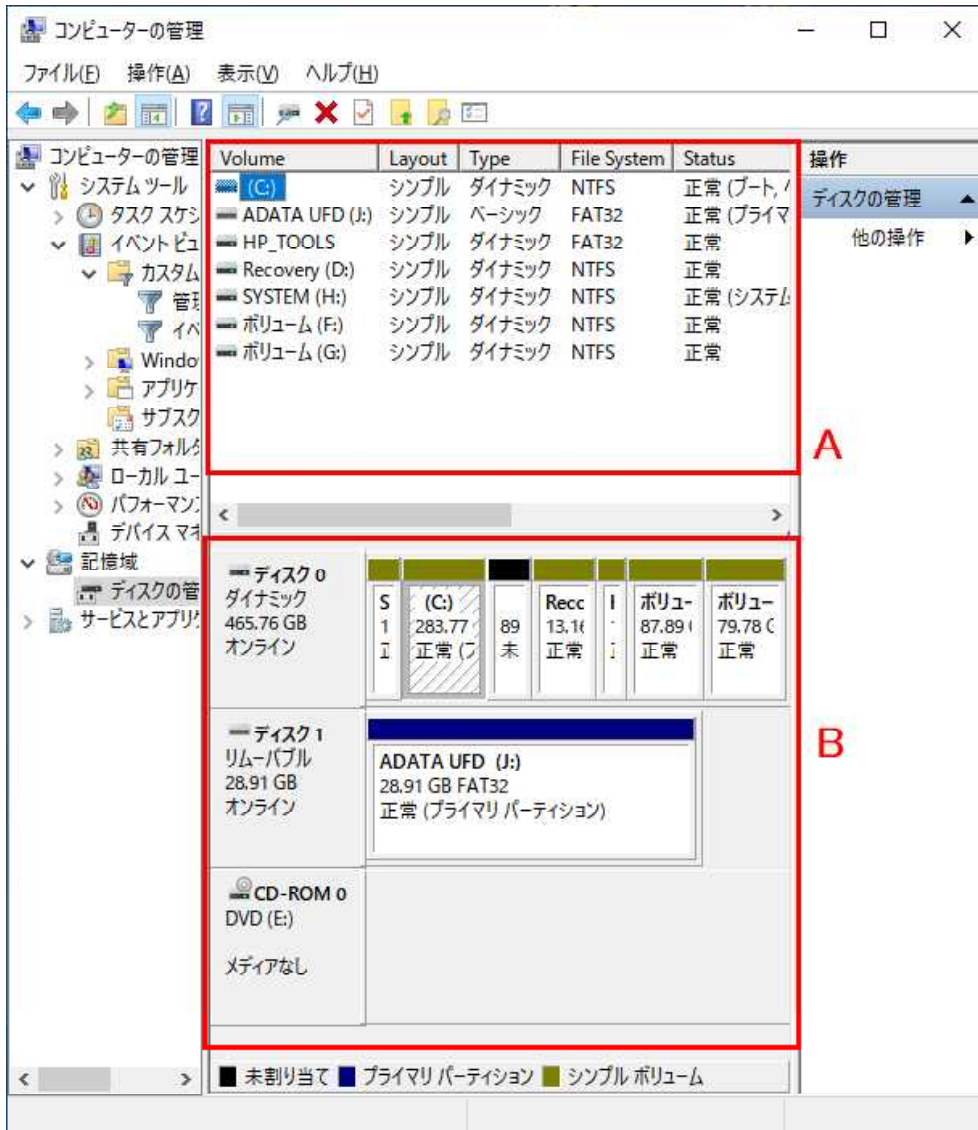 コンピューターの管理
ファイル(F) 操作(A) 表示(V) ヘルプ(H)
コンピューターの管理
システム ツール
タスク スケジ
イベント ビュ
カスタム
管理
イベ
Windo
アプリケ
サブスク
共有フォルダ
ローカル ユー
パフォーマン
デバイス マネ
記憶域
ディスクの管
サービスとアプリ
Volume Layout Type File System Status
(C:) シンプル ダイナミック NTFS 正常 (ブート,
ADATA UFD (J:) シンプル ベーシック FAT32 正常 (プライマ
HP_TOOLS シンプル ダイナミック FAT32 正常
Recovery (D:) シンプル ダイナミック NTFS 正常
SYSTEM (H:) シンプル ダイナミック NTFS 正常 (システム
ボリューム (F:) シンプル ダイナミック NTFS 正常
ボリューム (G:) シンプル ダイナミック NTFS 正常
A
操作
ディスクの管理
他の操作
ディスク 0
ダイナミック
465.76 GB
オンライン
S (C:) Recc ボリュー ボリュー
1 283.77 89 13.16 87.89 79.78
正常 (ブ 未 正常 正常 正常
ディスク 1
リムーバブル
28.91 GB
オンライン
ADATA UFD (J:)
28.91 GB FAT32
正常 (プライマリ パーティション)
B
CD-ROM 0
DVD (E:)
メディアなし
未割り当て プライマリ パーティション シンプル ボリューム